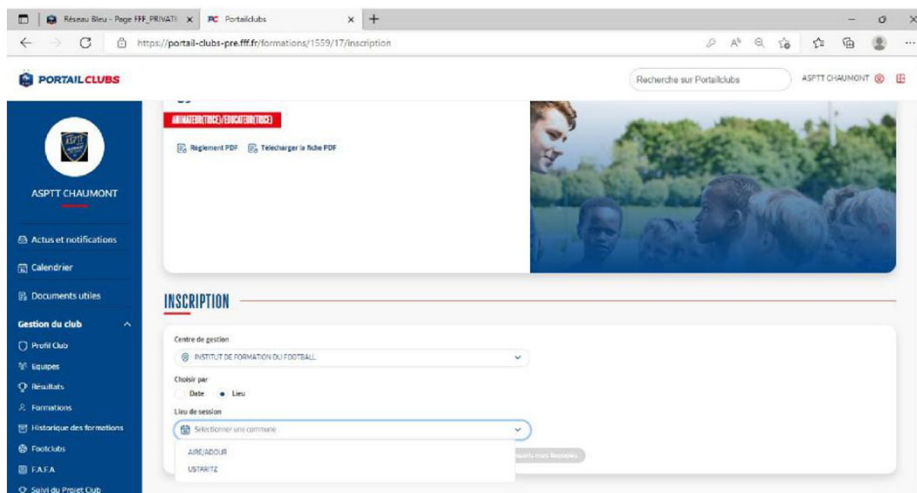 Réseau Bleu - Page FFF_PRIVATI
Portailclubs
https://portail-clubs-pre.fff.fr/formations/1559/17/inscription
PORTAIL CLUBS
Recherche sur Portailclubs
ASPTT CHAUMONT
ANIMATEUR(TRICE)/EDUCATEUR(TRICE)
Règlement PDF Télécharger la fiche PDF
ASPTT CHAUMONT
Actus et notifications
Calendrier
Documents utiles
Gestion du club
Profil Club
Equipes
Résultats
Formations
Historique des formations
Footclubs
F.A.F.A
Suivi du Projet Club
INSCRIPTION
Centre de gestion
INSTITUT DE FORMATION DU FOOTBALL
Choisir par
Date Lieu
Lieu de session
Sélectionner une commune
AIRE/ADOUR
USTARITZ